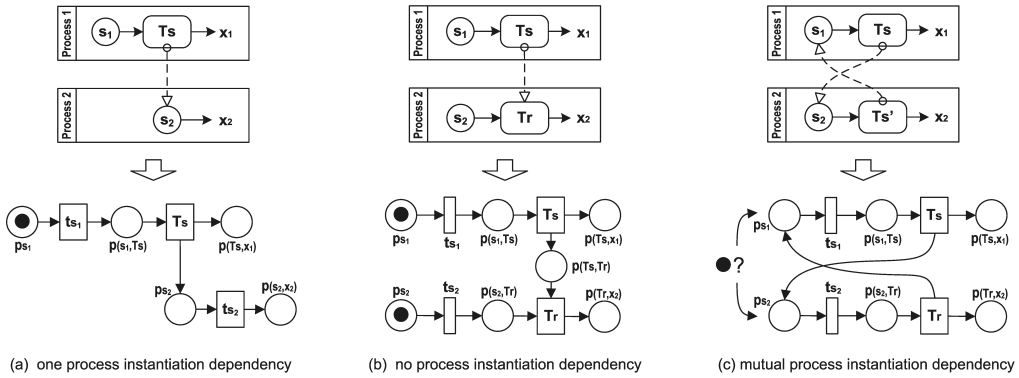 Process 1
s1
Ts
x1
Process 2
s2
x2
ps1
ts1
p(s1,Ts)
Ts
p(Ts,x1)
ps2
ts2
p(s2,x2)
(a) one process instantiation dependency
Process 1
s1
Ts
x1
Process 2
s2
Tr
x2
ps1
ts1
p(s1,Ts)
Ts
p(Ts,x1)
p(Ts,Tr)
ps2
ts2
p(s2,Tr)
Tr
p(Tr,x2)
(b) no process instantiation dependency
Process 1
s1
Ts
x1
Process 2
s2
Ts'
x2
ps1
ts1
p(s1,Ts)
Ts
p(Ts,x1)
?
ps2
ts2
p(s2,Tr)
Tr
p(Tr,x2)
(c) mutual process instantiation dependency